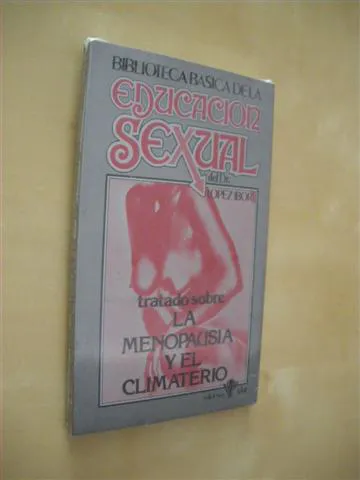 BIBLIOTECA BASICA DE LA
EDUCACION
SEXUAL
del Dr.
LOPEZ IBOR
tratado sobre
LA
MENOPAUSIA
Y EL
CLIMATERIO